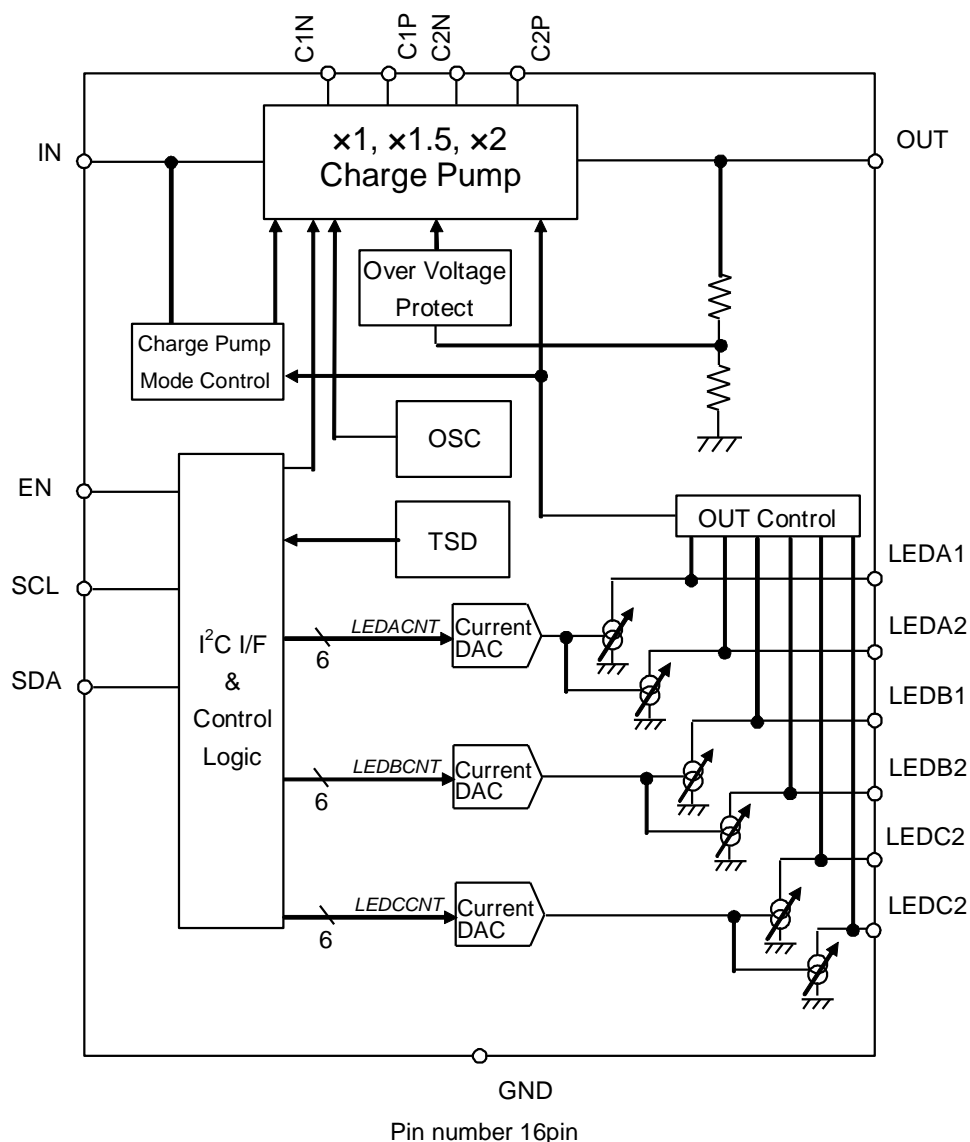 C1N
C1P
C2N
C2P
×1, ×1.5, ×2
Charge Pump
IN
OUT
Over Voltage
Protect
Charge Pump
Mode Control
OSC
EN
OUT Control
TSD
LEDA1
SCL
LEDACNT
6
Current
DAC
LEDA2
I²C I/F
&
Control
Logic
SDA
LEDB1
LEDBCNT
6
Current
DAC
LEDB2
LEDC2
LEDCCNT
6
Current
DAC
LEDC2
GND
Pin number 16pin